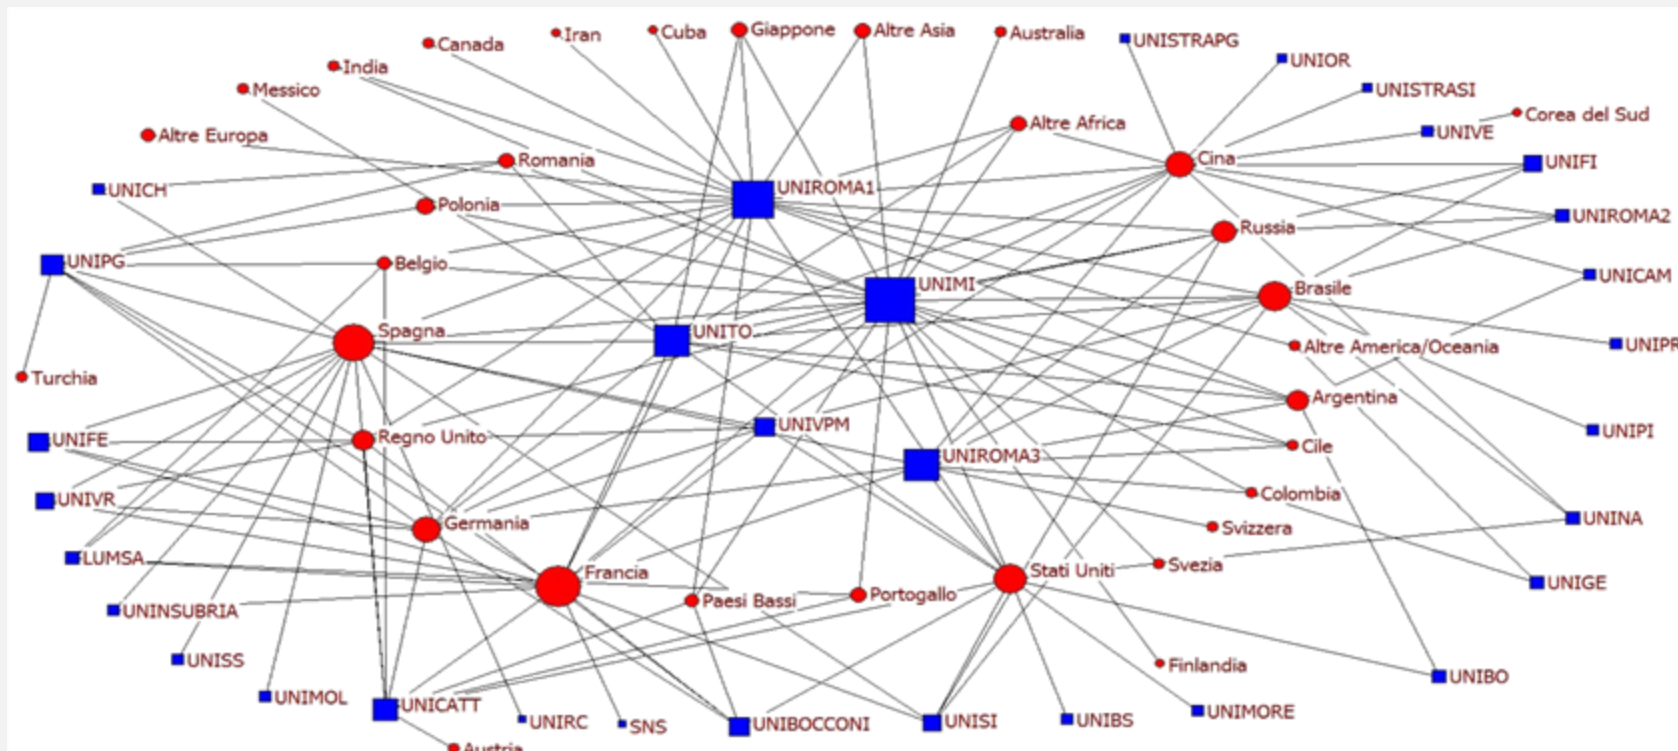 Iran
Cuba
Giappone
Altre Asia
Australia
Canada
UNISTRAPG
India
UNIOR
Messico
UNISTRASI
Corea del Sud
Altre Africa
UNIVE
Altre Europa
Romania
Cina
UNIFI
UNICH
UNIROMA1
Polonia
UNIROMA2
Russia
UNIPG
Belgio
UNICAM
UNIMI
Brasile
Spagna
UNITO
UNIPR
Altre America/Oceania
Turchia
Argentina
UNIVPM
UNIPI
UNIFE
Regno Unito
Cile
UNIROMA3
Colombia
UNIVR
Germania
Svizzera
UNINA
LUMSA
Francia
Stati Uniti
Svezia
UNIGE
Paesi Bassi
Portogallo
UNINSUBRIA
UNISS
Finlandia
UNIBO
UNIMOL
UNICATT
UNIRC
SNS
UNIBOCCONI
UNISI
UNIBS
UNIMORE
Austria